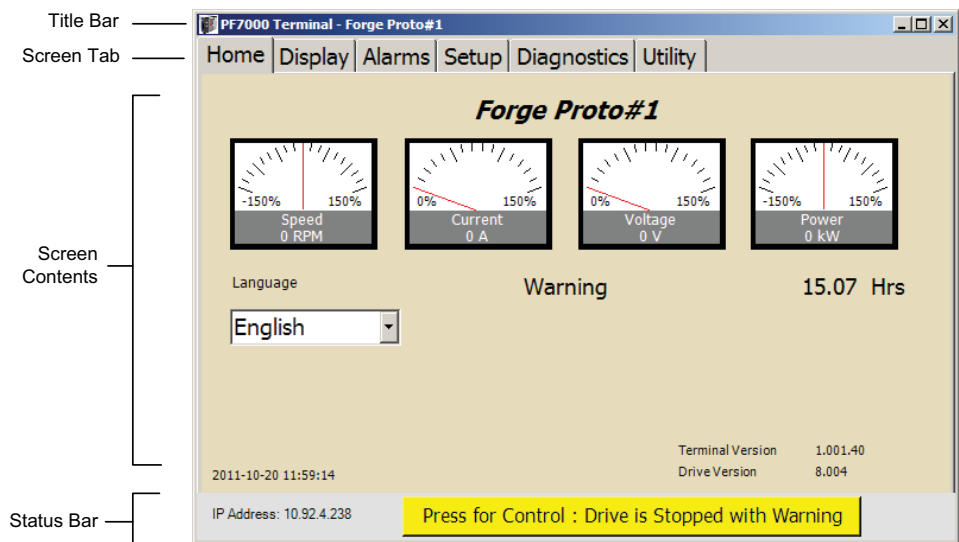 Title Bar
PF7000 Terminal - Forge Proto#1
Screen Tab
Home Display Alarms Setup Diagnostics Utility
Forge Proto#1
-150% 150%
Speed
0 RPM
0% 150%
Current
0 A
0% 150%
Voltage
0 V
-150% 150%
Power
0 kW
Screen
Contents
Language
Warning
15.07 Hrs
English
Terminal Version 1.001.40
Drive Version 8.004
2011-10-20 11:59:14
Status Bar
IP Address: 10.92.4.238
Press for Control : Drive is Stopped with Warning